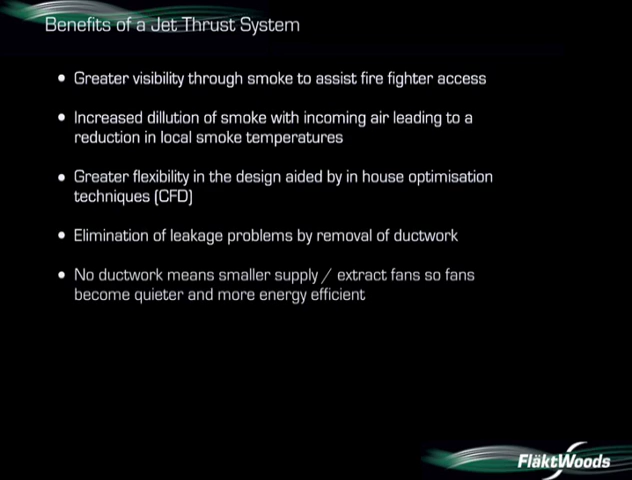 Benefits of a Jet Thrust System
• Greater visibility through smoke to assist fire fighter access
• Increased dillution of smoke with incoming air leading to a
reduction in local smoke temperatures
• Greater flexibility in the design aided by in house optimisation
techniques (CFD)
• Elimination of leakage problems by removal of ductwork
• No ductwork means smaller supply / extract fans so fans
become quieter and more energy efficient
FläktWoods